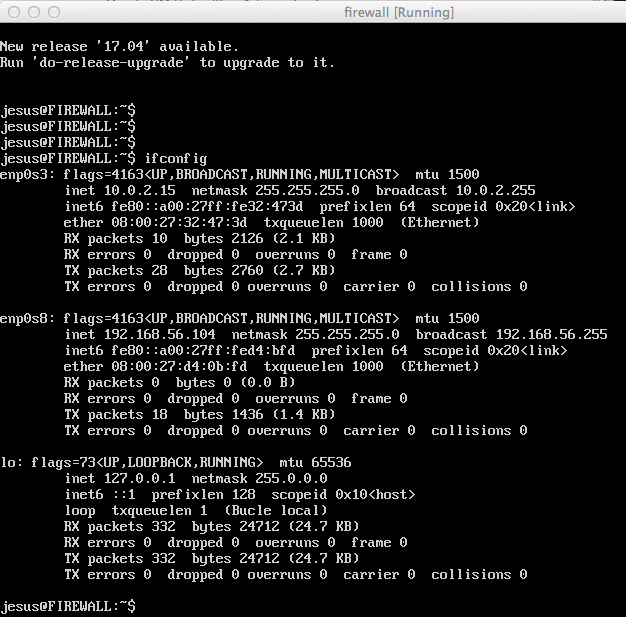 firewall [Running]
New release '17.04' available.
Run 'do-release-upgrade' to upgrade to it.
jesus@FIREWALL:~$
jesus@FIREWALL:~$
jesus@FIREWALL:~$
jesus@FIREWALL:~$ ifconfig
enp0s3: flags=4163<UP,BROADCAST,RUNNING,MULTICAST>  mtu 1500
        inet 10.0.2.15  netmask 255.255.255.0  broadcast 10.0.2.255
        inet6 fe80::a00:27ff:fe32:473d  prefixlen 64  scopeid 0x20<link>
        ether 08:00:27:32:47:3d  txqueuelen 1000  (Ethernet)
        RX packets 10  bytes 2126 (2.1 KB)
        RX errors 0  dropped 0  overruns 0  frame 0
        TX packets 28  bytes 2760 (2.7 KB)
        TX errors 0  dropped 0 overruns 0  carrier 0  collisions 0
enp0s8: flags=4163<UP,BROADCAST,RUNNING,MULTICAST>  mtu 1500
        inet 192.168.56.104  netmask 255.255.255.0  broadcast 192.168.56.255
        inet6 fe80::a00:27ff:fed4:bfd  prefixlen 64  scopeid 0x20<link>
        ether 08:00:27:d4:0b:fd  txqueuelen 1000  (Ethernet)
        RX packets 0  bytes 0 (0.0 B)
        RX errors 0  dropped 0  overruns 0  frame 0
        TX packets 18  bytes 1436 (1.4 KB)
        TX errors 0  dropped 0 overruns 0  carrier 0  collisions 0
lo: flags=73<UP,LOOPBACK,RUNNING>  mtu 65536
        inet 127.0.0.1  netmask 255.0.0.0
        inet6 ::1  prefixlen 128  scopeid 0x10<host>
        loop  txqueuelen 1  (Bucle local)
        RX packets 332  bytes 24712 (24.7 KB)
        RX errors 0  dropped 0  overruns 0  frame 0
        TX packets 332  bytes 24712 (24.7 KB)
        TX errors 0  dropped 0 overruns 0  carrier 0  collisions 0
jesus@FIREWALL:~$